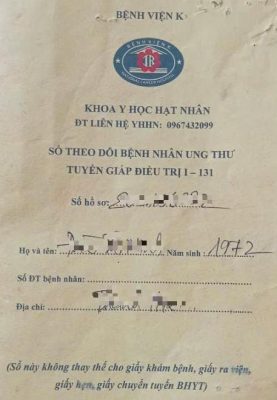 BỆNH VIỆN K
BỆNH VIỆN K
KHOA Y HỌC HẠT NHÂN
ĐT LIÊN HỆ YHHN: 0967432099
SỔ THEO DÕI BỆNH NHÂN UNG THƯ
TUYẾN GIÁP ĐIỀU TRỊ I – 131
Số hồ sơ:
Họ và tên: Năm sinh: 1972
Số ĐT bệnh nhân:
Địa chỉ:
(Sổ này không thay thế cho giấy khám bệnh, giấy ra viện,
giấy hẹn, giấy chuyển tuyến BHYT)